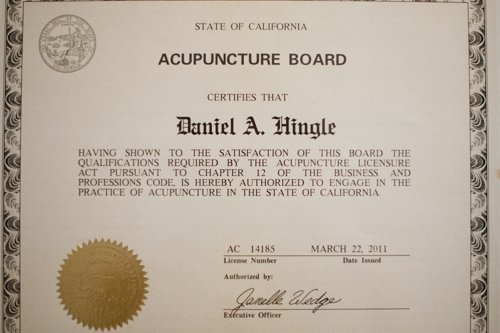 STATE OF CALIFORNIA
ACUPUNCTURE BOARD
CERTIFIES THAT
Daniel A. Hingle
HAVING SHOWN TO THE SATISFACTION OF THIS BOARD THE
QUALIFICATIONS REQUIRED BY THE ACUPUNCTURE LICENSURE
ACT PURSUANT TO CHAPTER 12 OF THE BUSINESS AND
PROFESSIONS CODE, IS HEREBY AUTHORIZED TO ENGAGE IN THE
PRACTICE OF ACUPUNCTURE IN THE STATE OF CALIFORNIA.
AC 14185 MARCH 22, 2011
License Number Date Issued
Authorized by:
Janelle Wedge
Executive Officer